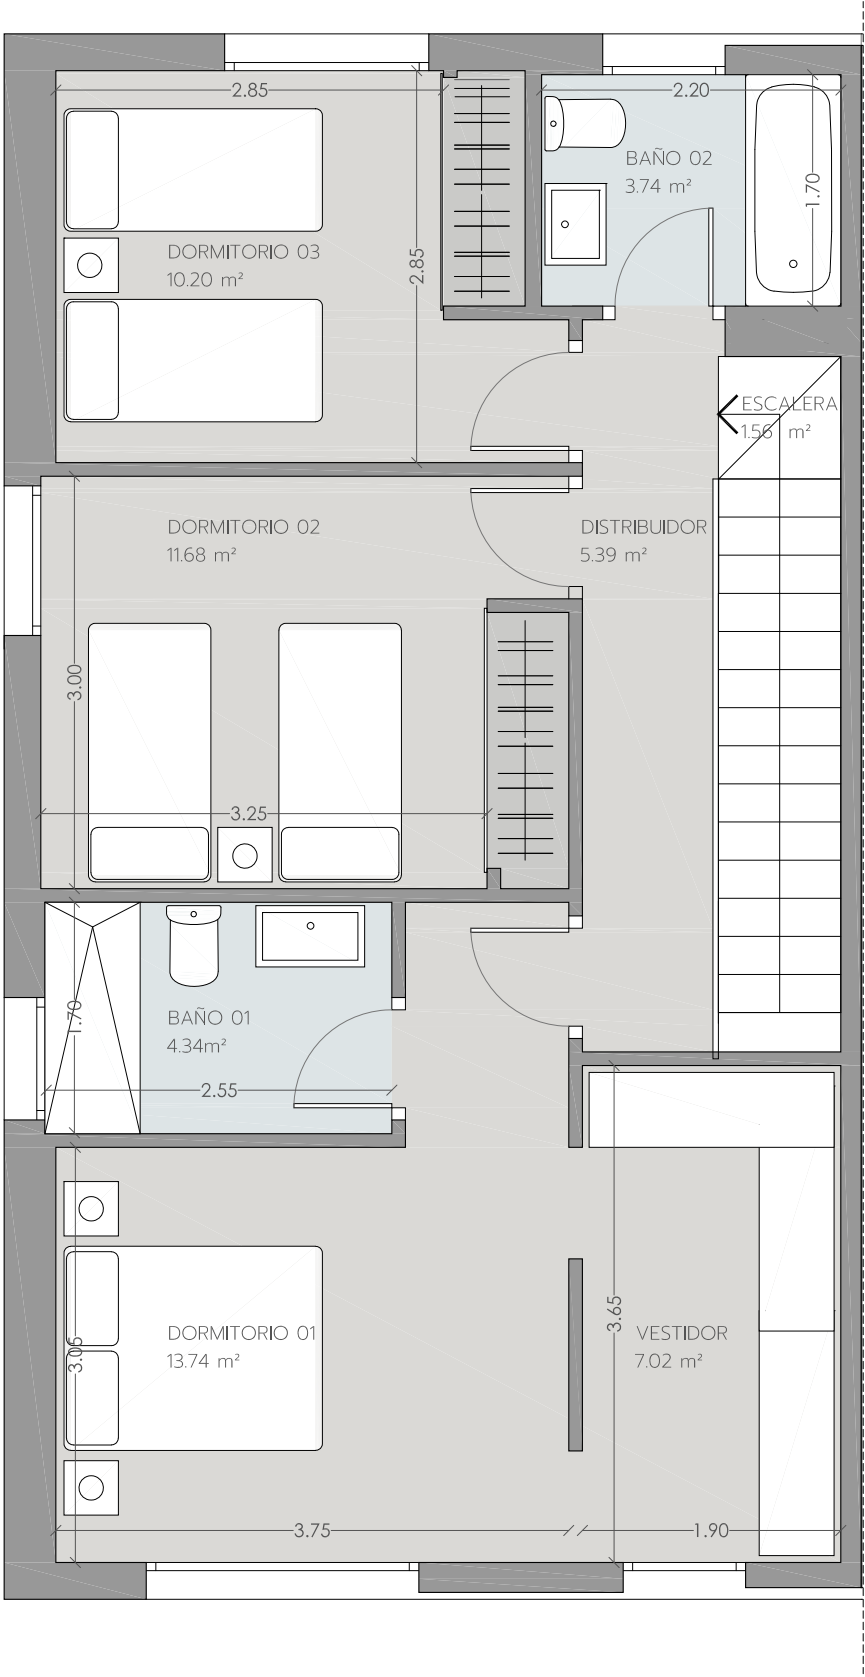 2.85
2.20
BAÑO 02
3.74 m²
1.70
DORMITORIO 03
10.20 m²
2.85
ESCALERA
1.56 m²
DORMITORIO 02
11.68 m²
DISTRIBUIDOR
5.39 m²
3.00
3.25
1.70
BAÑO 01
4.34m²
2.55
3.65
DORMITORIO 01
13.74 m²
3.05
VESTIDOR
7.02 m²
3.75
1.90